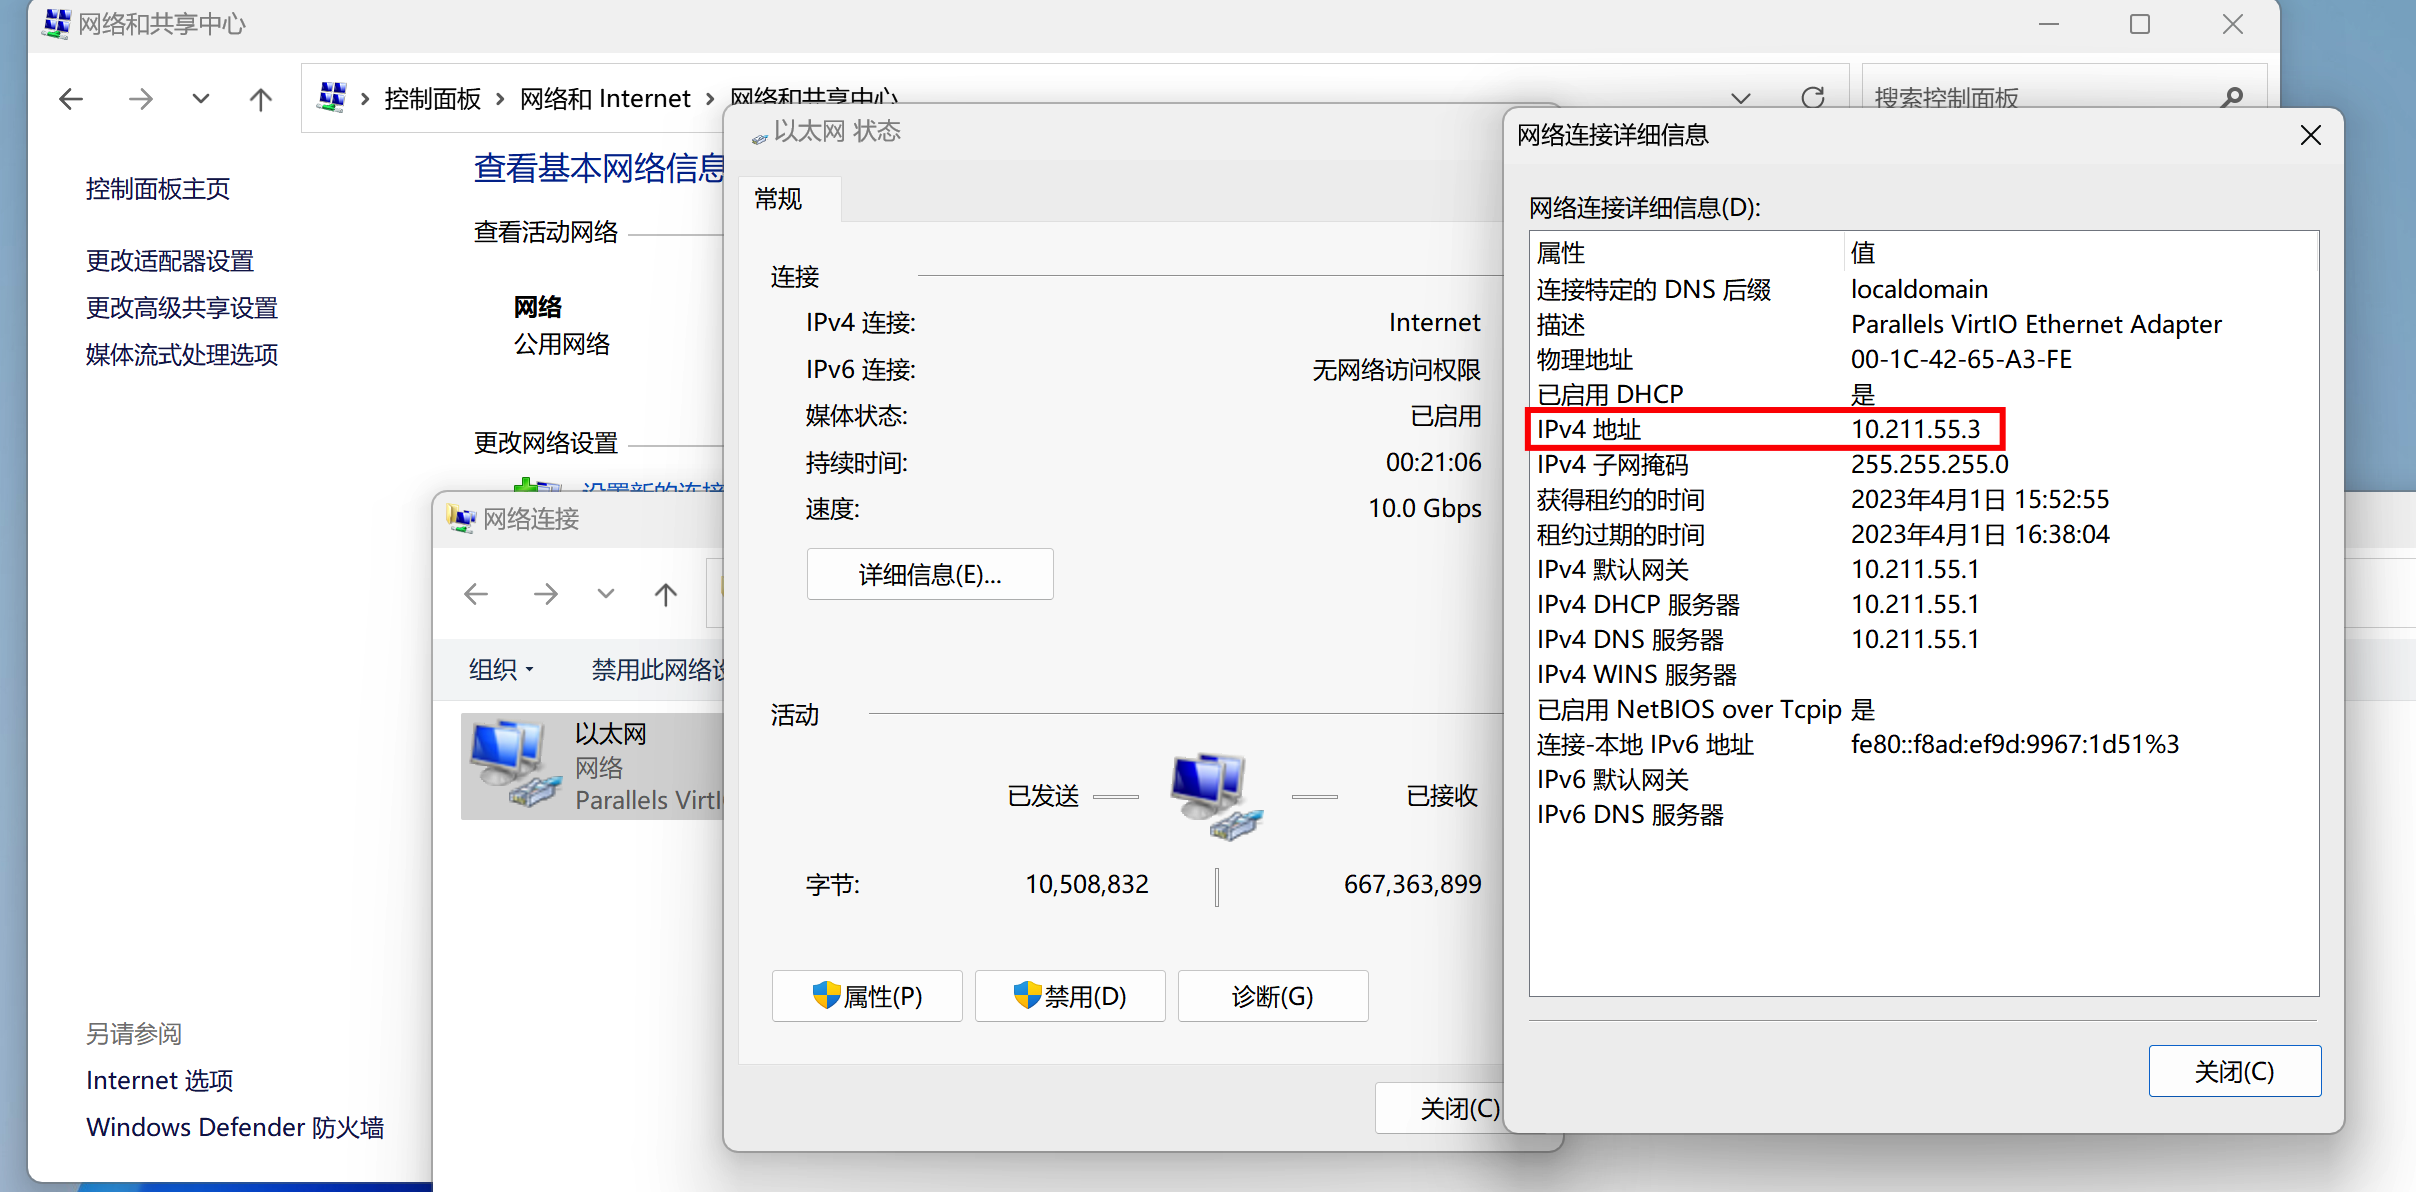 网络和共享中心
控制面板 网络和 Internet 网络和共享中心
搜索控制面板
控制面板主页
更改适配器设置
更改高级共享设置
媒体流式处理选项
另请参阅
Internet 选项
Windows Defender 防火墙
查看基本网络信息
查看活动网络
网络
公用网络
更改网络设置
设置新的连接
网络连接
组织
禁用此网络设
以太网
网络
Parallels VirtI
以太网 状态
常规
连接
IPv4 连接: Internet
IPv6 连接: 无网络访问权限
媒体状态: 已启用
持续时间: 00:21:06
速度: 10.0 Gbps
详细信息(E)...
活动
已发送 已接收
字节: 10,508,832 667,363,899
属性(P) 禁用(D) 诊断(G)
关闭(C)
网络连接详细信息
网络连接详细信息(D):
属性 值
连接特定的 DNS 后缀 localdomain
描述 Parallels VirtIO Ethernet Adapter
物理地址 00-1C-42-65-A3-FE
已启用 DHCP 是
IPv4 地址 10.211.55.3
IPv4 子网掩码 255.255.255.0
获得租约的时间 2023年4月1日 15:52:55
租约过期的时间 2023年4月1日 16:38:04
IPv4 默认网关 10.211.55.1
IPv4 DHCP 服务器 10.211.55.1
IPv4 DNS 服务器 10.211.55.1
IPv4 WINS 服务器
已启用 NetBIOS over Tcpip 是
连接-本地 IPv6 地址 fe80::f8ad:ef9d:9967:1d51%3
IPv6 默认网关
IPv6 DNS 服务器
关闭(C)